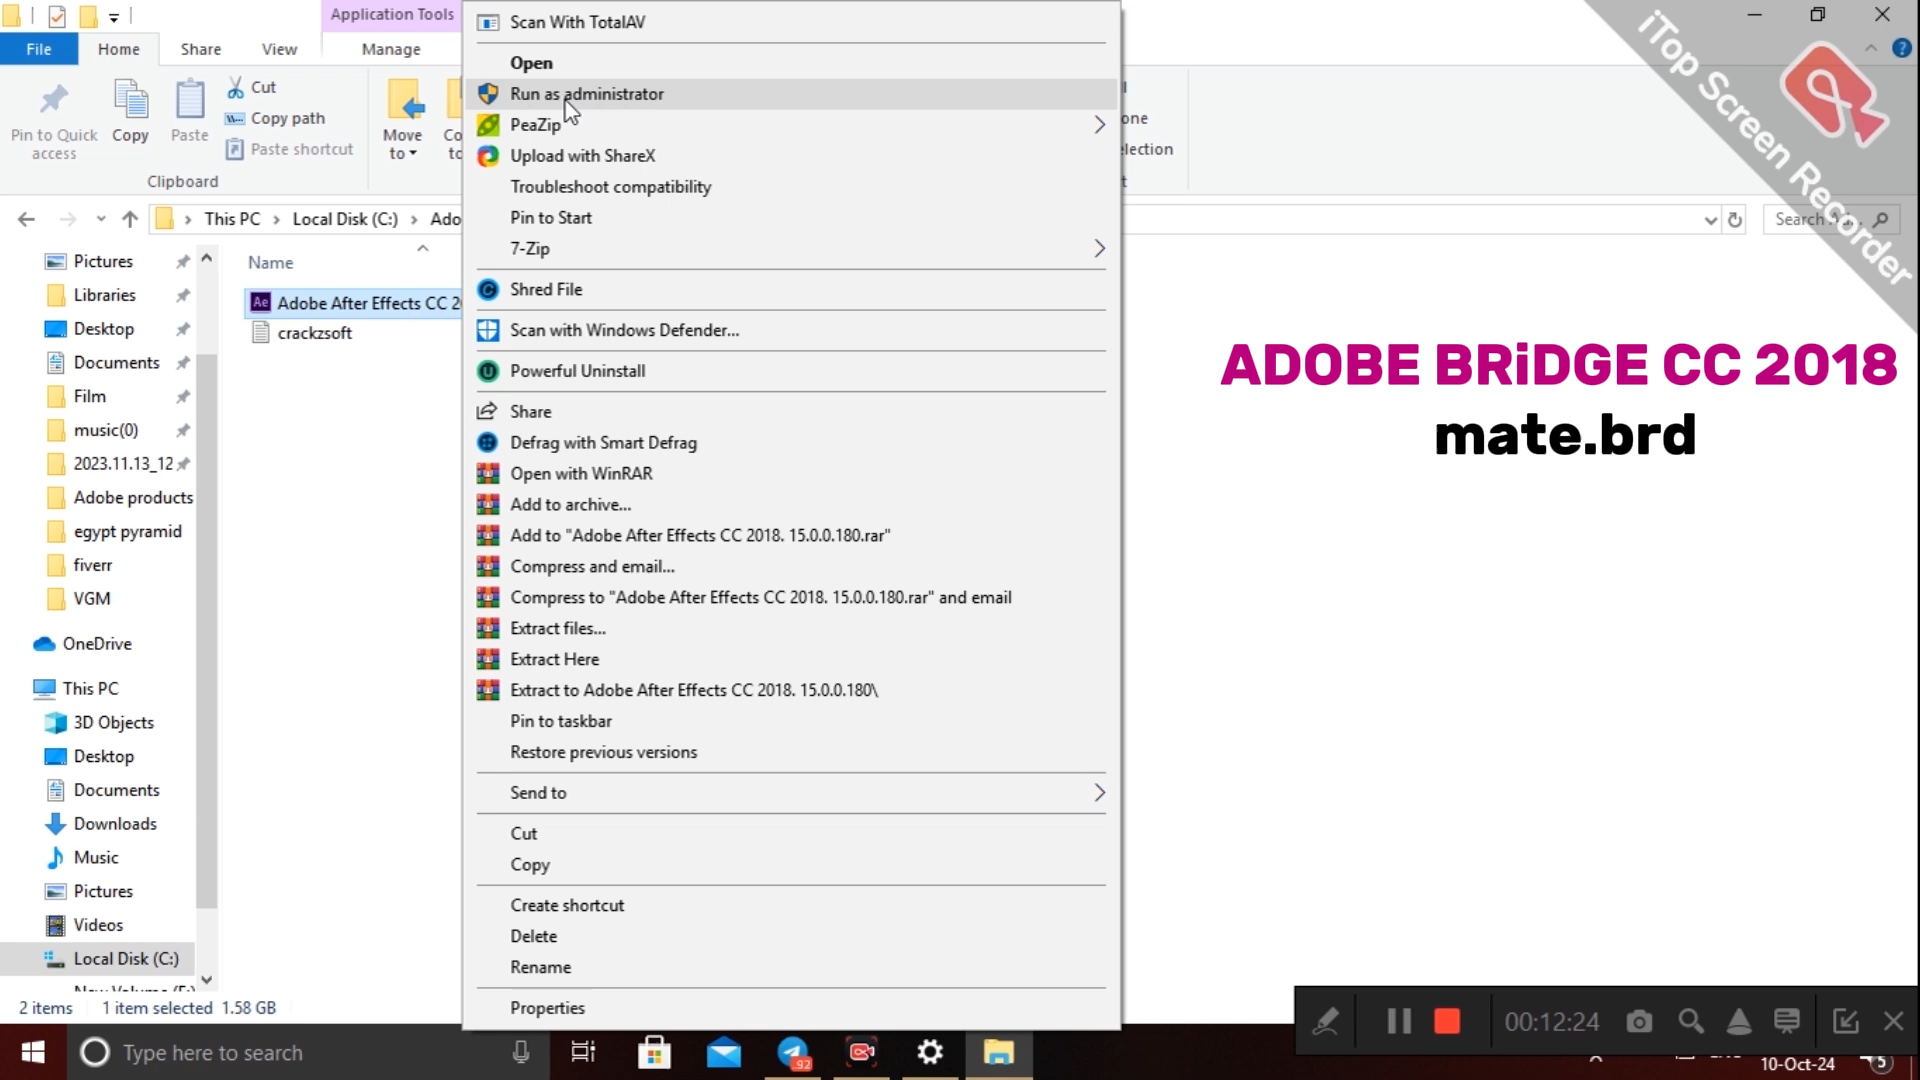 Application Tools
File
Home
Share
View
Manage
Pin to Quick access
Copy
Paste
Cut
Copy path
Paste shortcut
Move to
Clipboard
This PC
Local Disk (C:)
Ado
Search
Pictures
Libraries
Desktop
Documents
Film
music(0)
2023.11.13_12
Adobe products
egypt pyramid
fiverr
VGM
OneDrive
This PC
3D Objects
Desktop
Documents
Downloads
Music
Pictures
Videos
Local Disk (C:)
Name
Adobe After Effects CC 2
crackzsoft
Scan With TotalAV
Open
Run as administrator
PeaZip
Upload with ShareX
Troubleshoot compatibility
Pin to Start
7-Zip
Shred File
Scan with Windows Defender...
Powerful Uninstall
Share
Defrag with Smart Defrag
Open with WinRAR
Add to archive...
Add to "Adobe After Effects CC 2018. 15.0.0.180.rar"
Compress and email...
Compress to "Adobe After Effects CC 2018. 15.0.0.180.rar" and email
Extract files...
Extract Here
Extract to Adobe After Effects CC 2018. 15.0.0.180\
Pin to taskbar
Restore previous versions
Send to
Cut
Copy
Create shortcut
Delete
Rename
Properties
iTop Screen Recorder
ADOBE BRiDGE CC 2018
mate.brd
2 items
1 item selected 1.58 GB
00:12:24
Type here to search
92
10-Oct-24
5